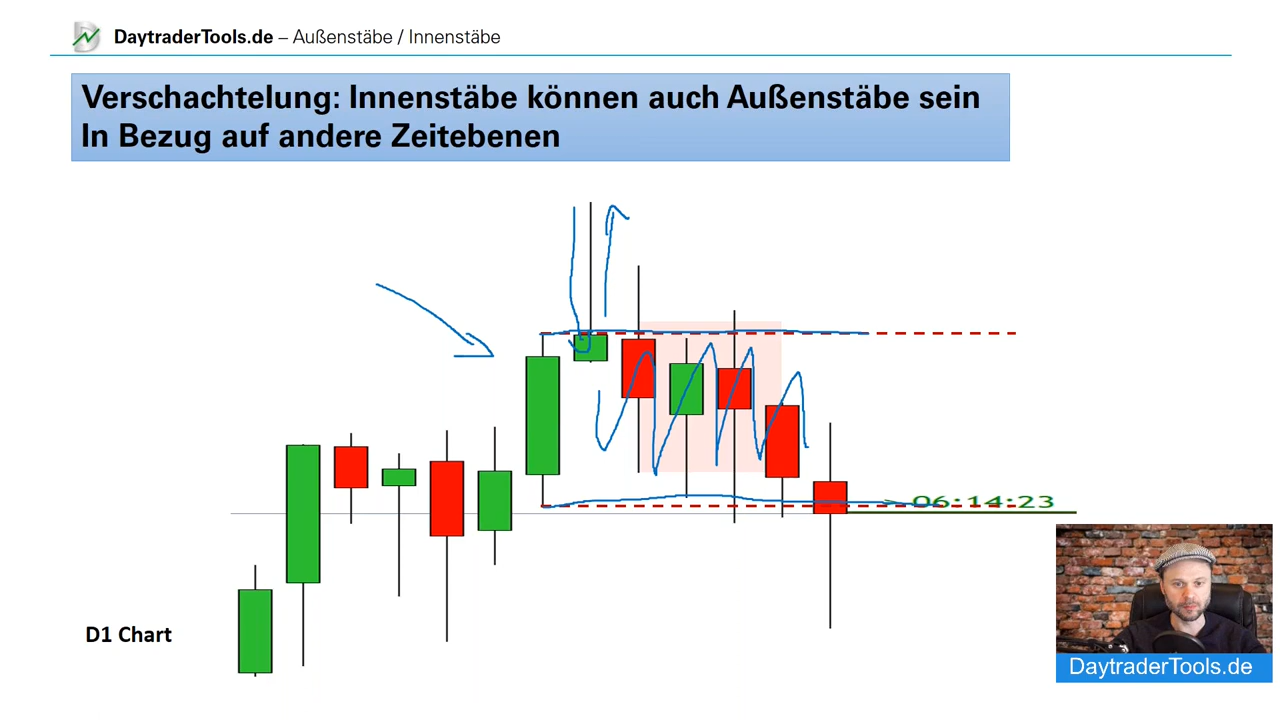 DaytraderTools.de – Außenstäbe / Innenstäbe
Verschachtelung: Innenstäbe können auch Außenstäbe sein
In Bezug auf andere Zeitebenen
06:14:23
D1 Chart
DaytraderTools.de